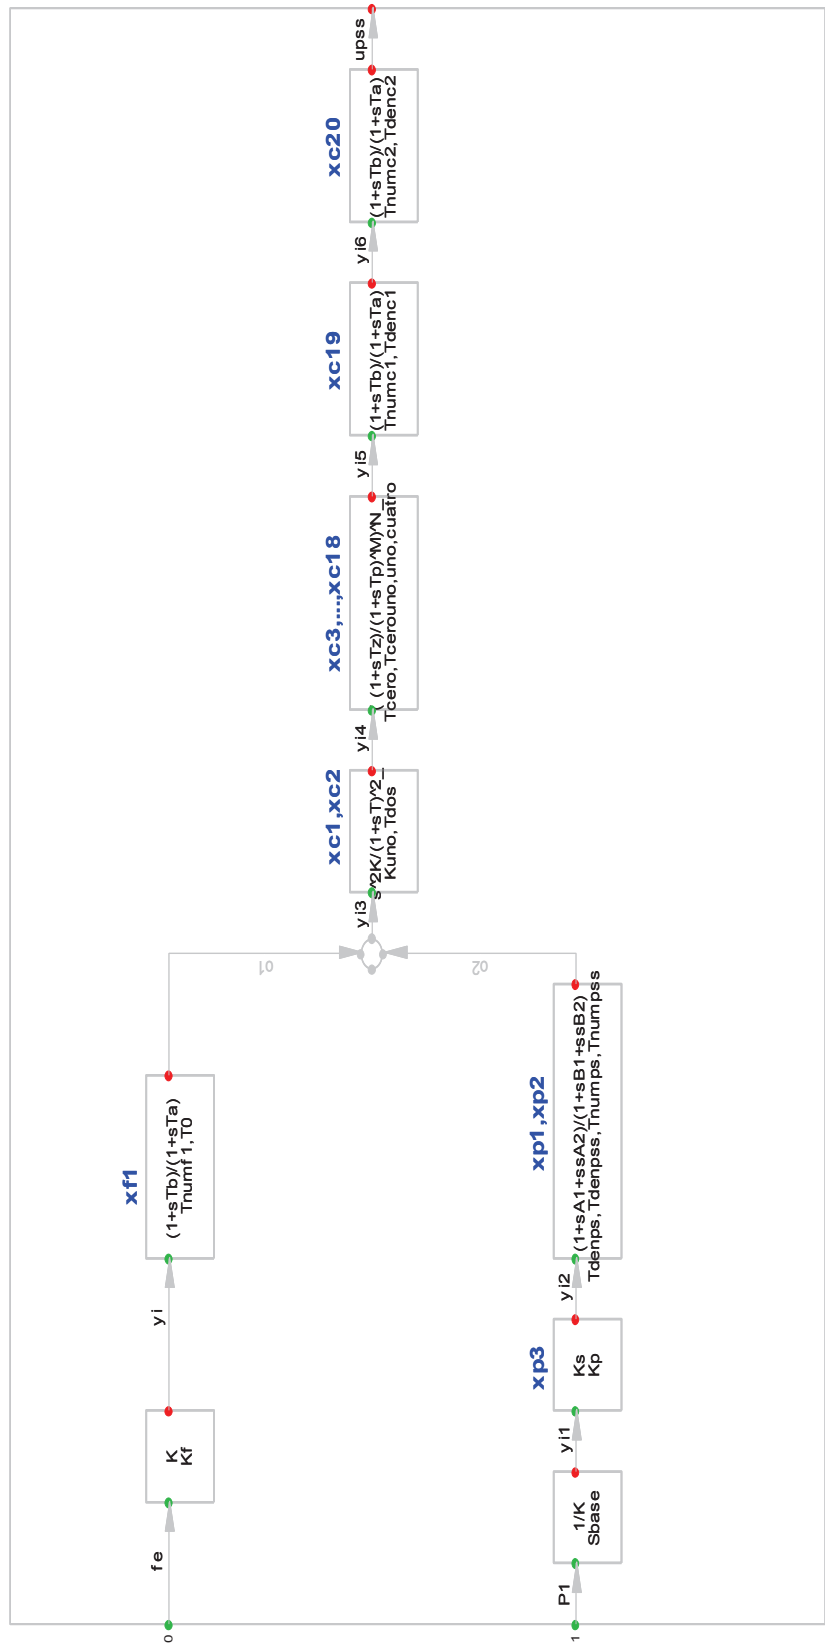 0
fe
K
Kf
yi
xf1
(1+sTb)/(1+sTa)
Tnumf1,T0
o1
1
P1
1/K
Sbase
yi1
xp3
Ks
Kp
yi2
xp1,xp2
(1+sA1+ssA2)/(1+sB1+ssB2)
Tdenps,Tdenpss,Tnumps,Tnumpss
o2
yi3
xc1,xc2
s^2K/(1+sT)^2_
Kuno,Tdos
yi4
xc3,...,xc18
( (1+sTz)/(1+sTp)^M)^N_
Tcero,Tcerouno,uno,cuatro
yi5
xc19
(1+sTb)/(1+sTa)
Tnumc1,Tdenc1
yi6
xc20
(1+sTb)/(1+sTa)
Tnumc2,Tdenc2
upss